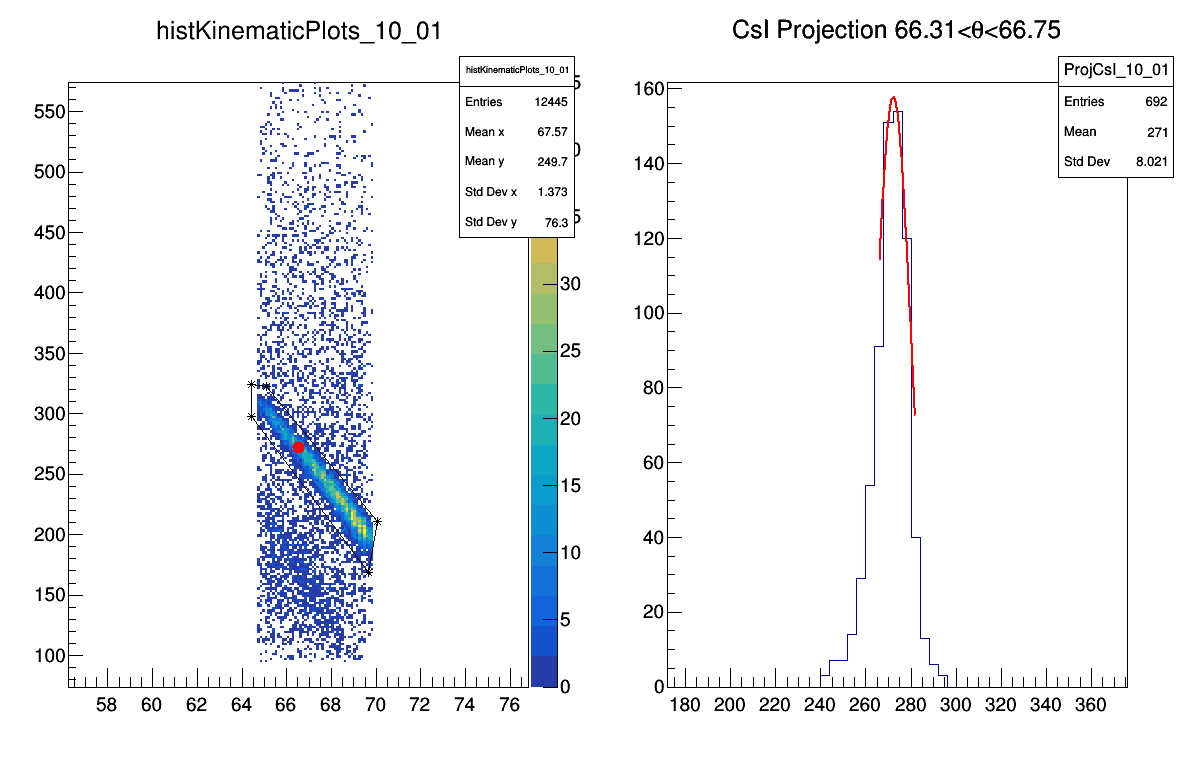 histKinematicPlots_10_01
histKinematicPlots_10_01
Entries 12445
Mean x 67.57
Mean y 249.7
Std Dev x 1.373
Std Dev y 76.3
550
500
450
400
350
300
250
200
150
100
58 60 62 64 66 68 70 72 74 76
5
0
5
30
25
20
15
10
5
0
CsI Projection 66.31<θ<66.75
ProjCsI_10_01
Entries 692
Mean 271
Std Dev 8.021
160
140
120
100
80
60
40
20
0
180 200 220 240 260 280 300 320 340 360